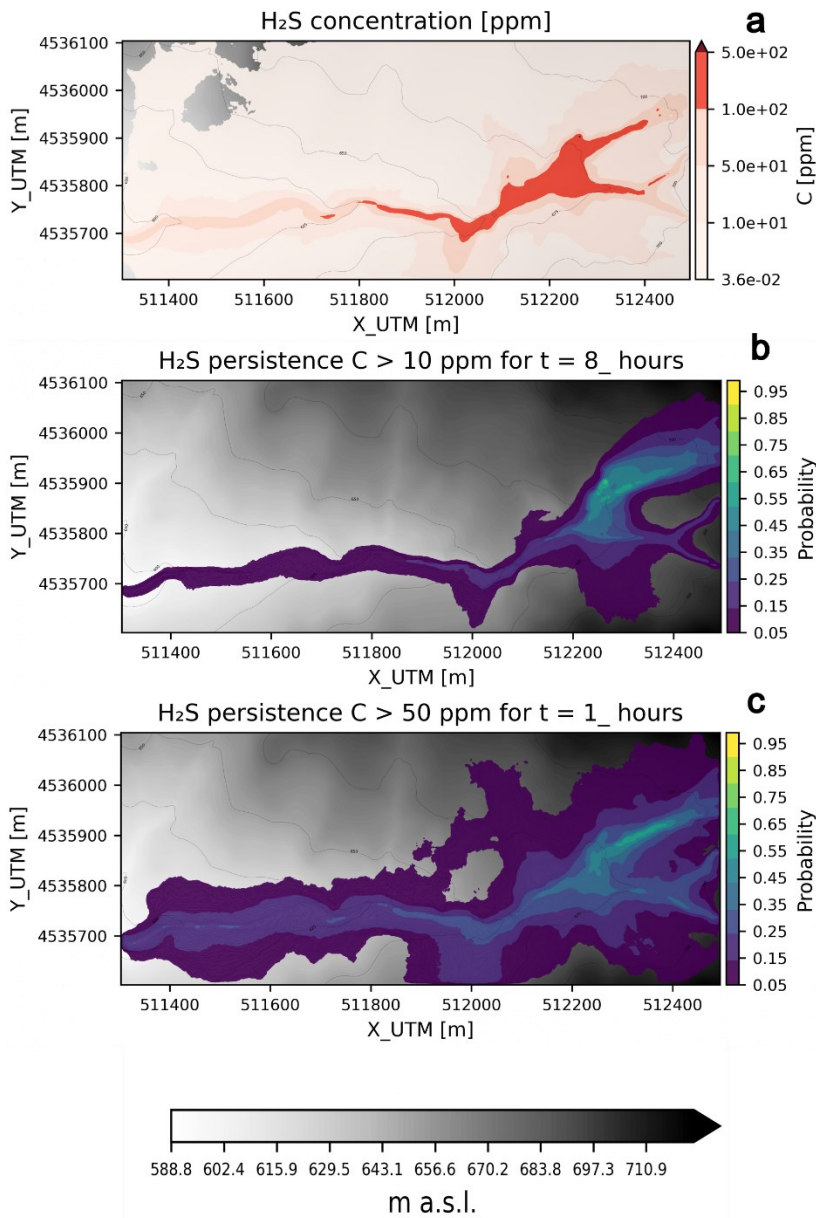 H₂S concentration [ppm]
a
4536100
4536000
4535900
4535800
4535700
Y_UTM [m]
511400 511600 511800 512000 512200 512400
X_UTM [m]
5.0e+02
1.0e+02
5.0e+01
1.0e+01
3.6e-02
C [ppm]
H₂S persistence C > 10 ppm for t = 8_ hours
b
4536100
4536000
4535900
4535800
4535700
Y_UTM [m]
511400 511600 511800 512000 512200 512400
X_UTM [m]
0.95
0.85
0.75
0.65
0.55
0.45
0.35
0.25
0.15
0.05
Probability
H₂S persistence C > 50 ppm for t = 1_ hours
c
4536100
4536000
4535900
4535800
4535700
Y_UTM [m]
511400 511600 511800 512000 512200 512400
X_UTM [m]
0.95
0.85
0.75
0.65
0.55
0.45
0.35
0.25
0.15
0.05
Probability
588.8 602.4 615.9 629.5 643.1 656.6 670.2 683.8 697.3 710.9
m a.s.l.